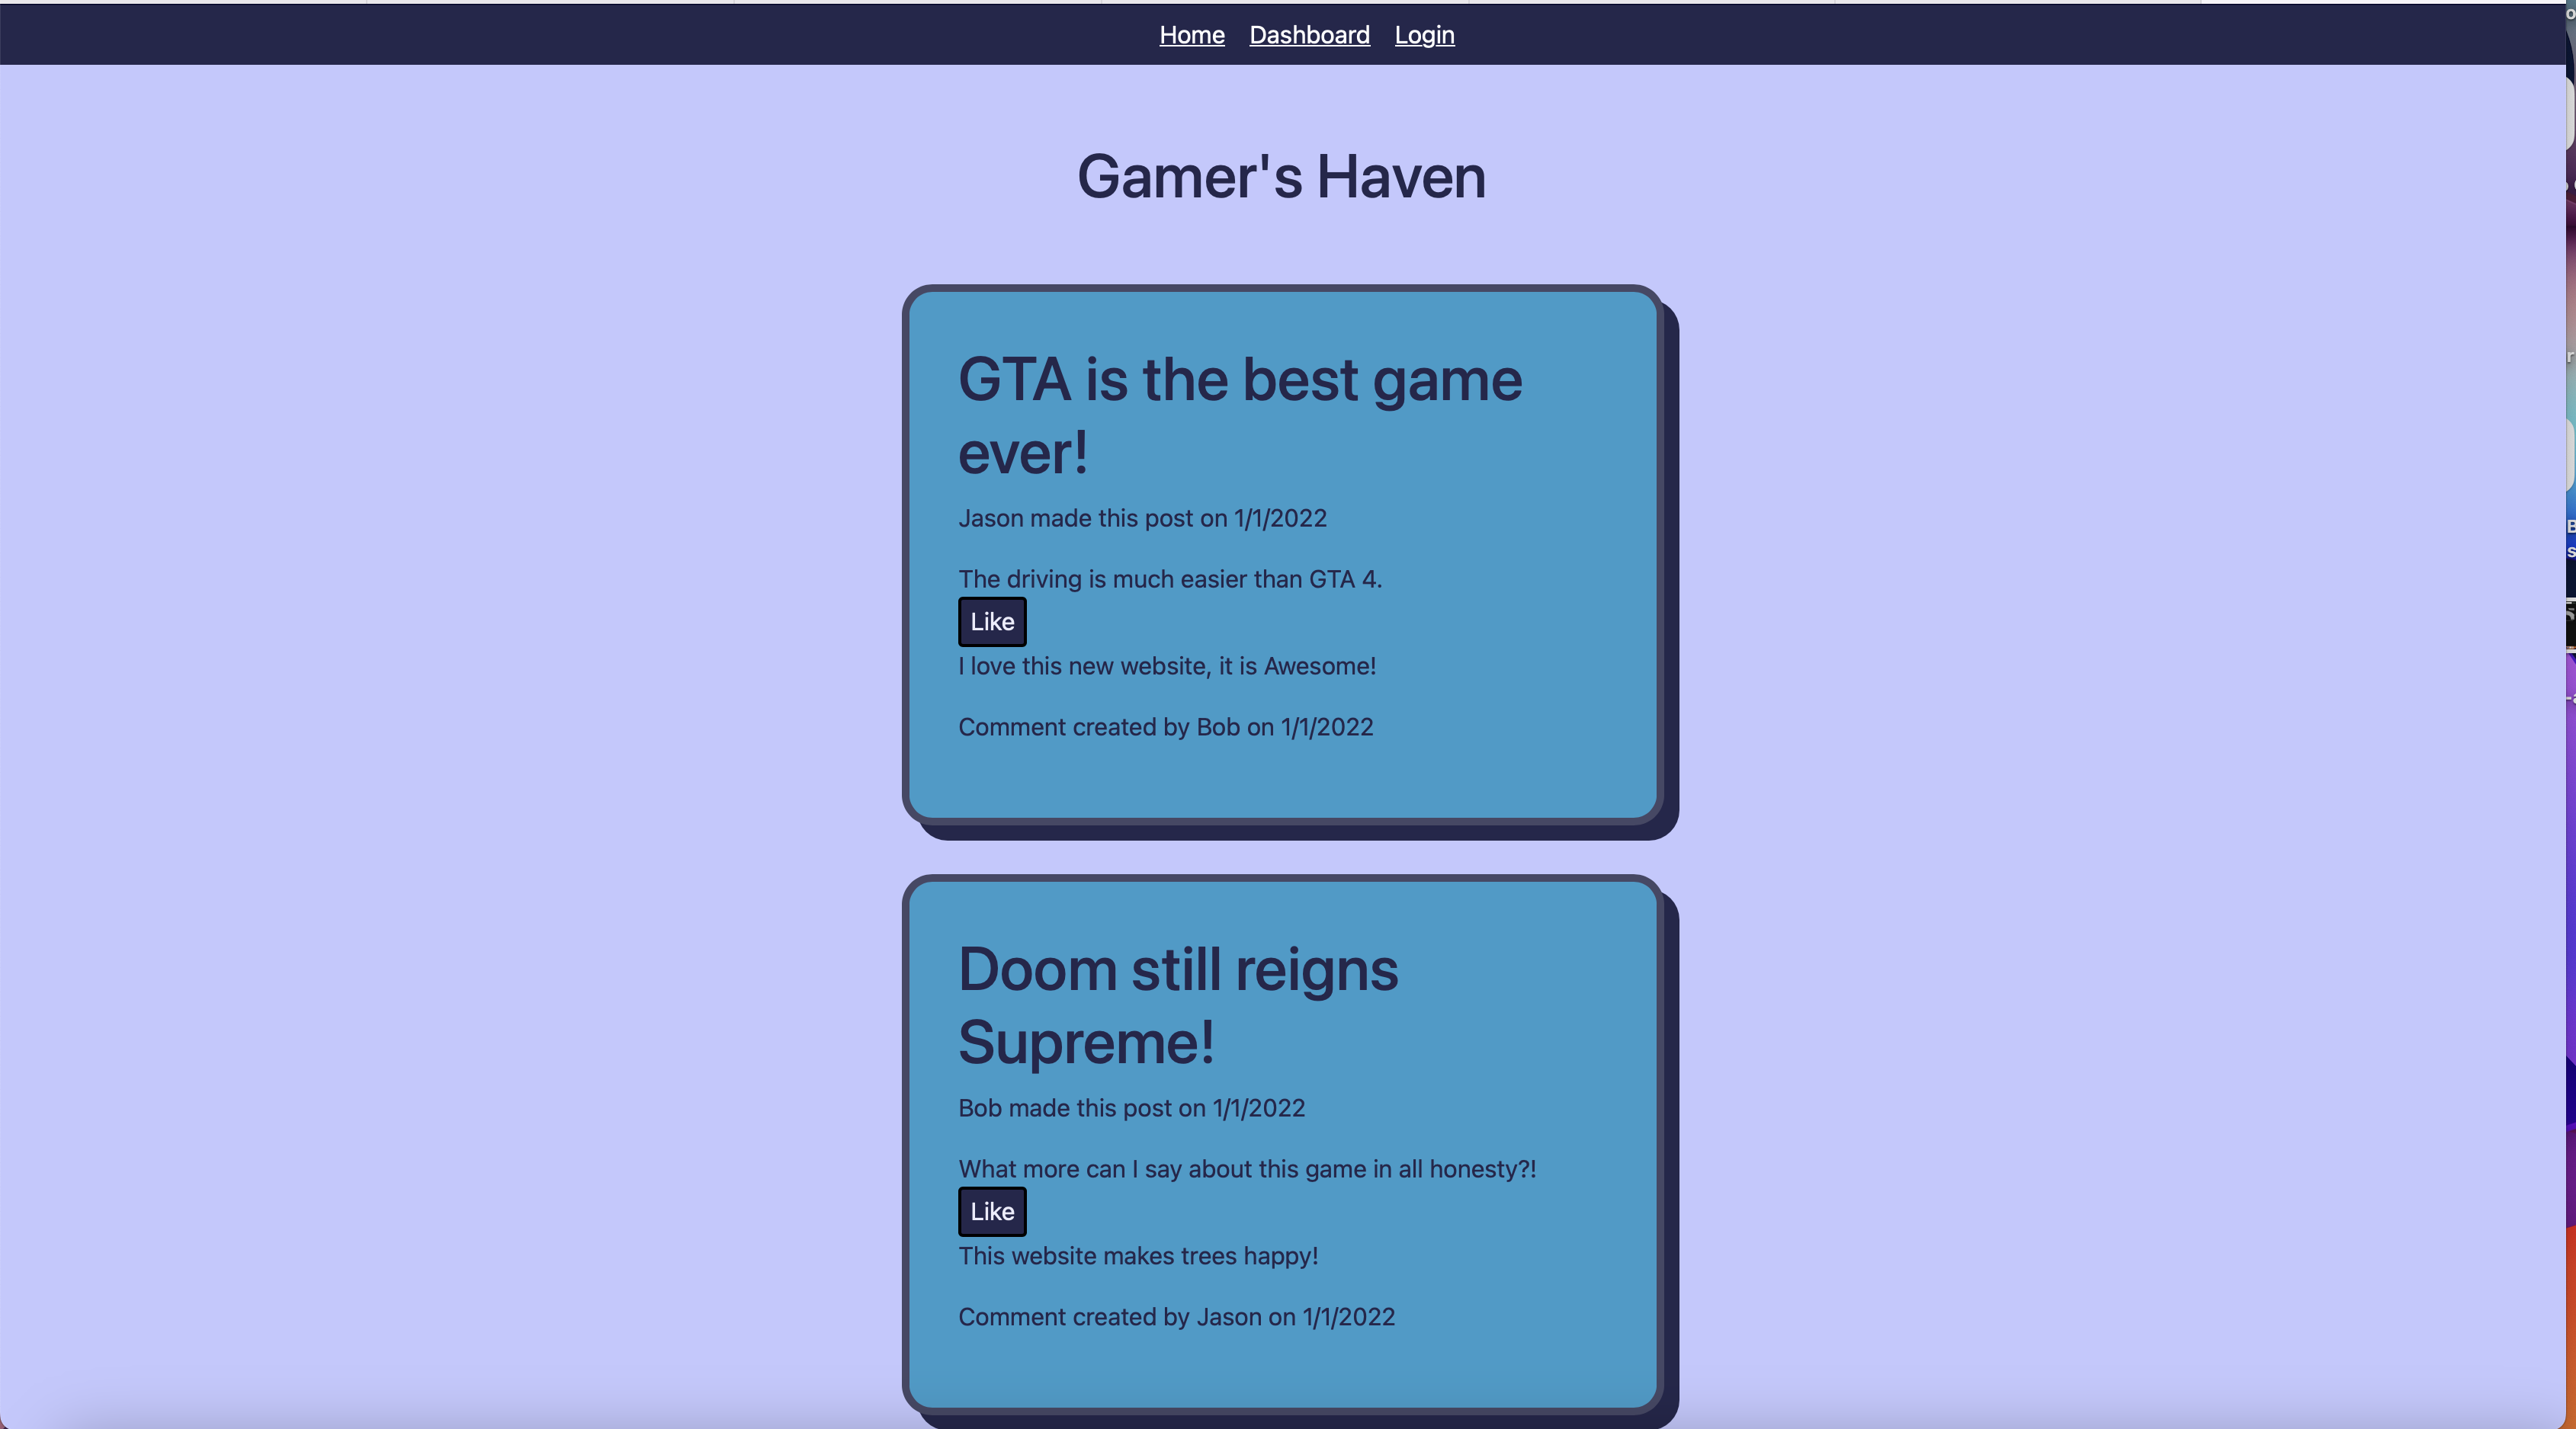 Home Dashboard Login
Gamer's Haven
GTA is the best game
ever!
Jason made this post on 1/1/2022
The driving is much easier than GTA 4.
Like
I love this new website, it is Awesome!
Comment created by Bob on 1/1/2022
Doom still reigns
Supreme!
Bob made this post on 1/1/2022
What more can I say about this game in all honesty?!
Like
This website makes trees happy!
Comment created by Jason on 1/1/2022